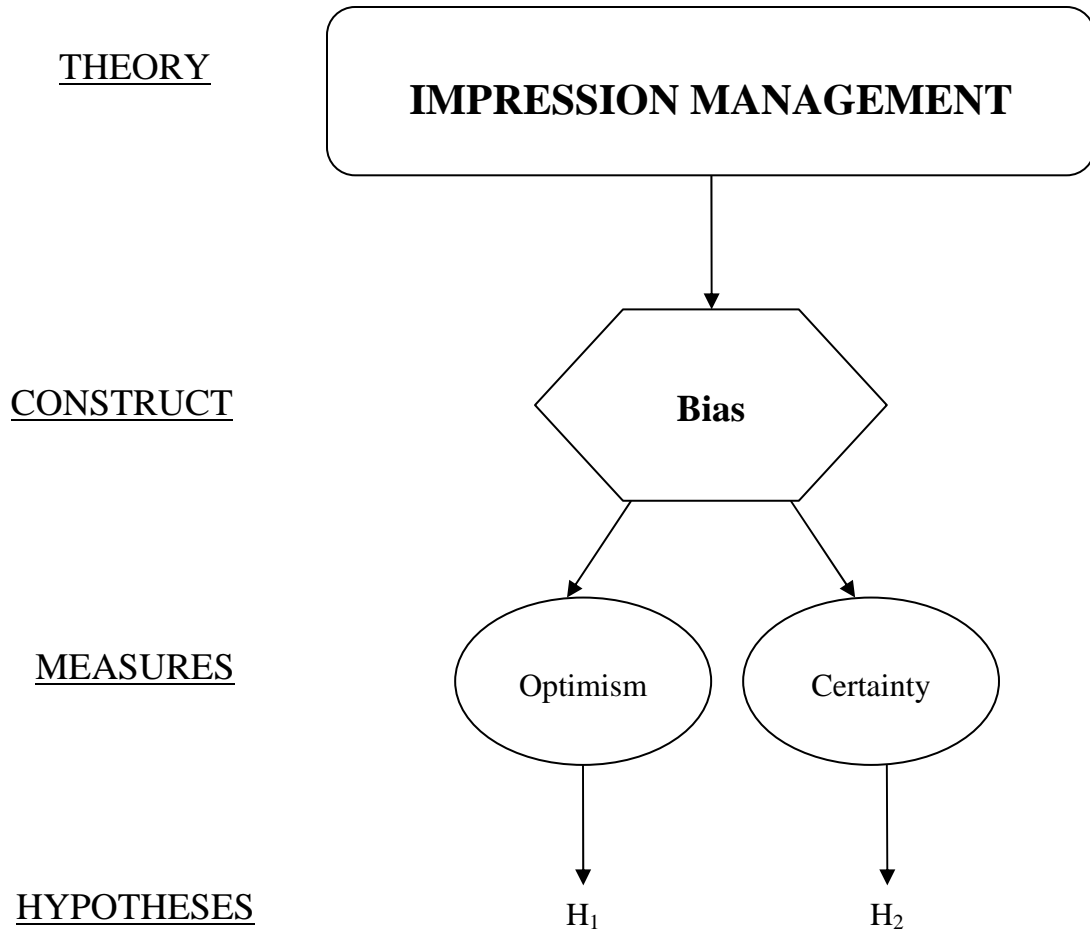 THEORY
IMPRESSION MANAGEMENT
CONSTRUCT
Bias
MEASURES
Optimism
Certainty
HYPOTHESES
H₁
H₂